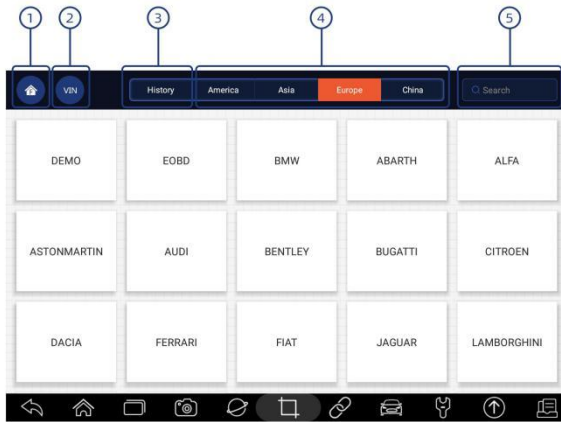 1 2 3 4 5
VIN History America Asia Europe China Search
DEMO EOBD BMW ABARTH ALFA
ASTONMARTIN AUDI BENTLEY BUGATTI CITROEN
DACIA FERRARI FIAT JAGUAR LAMBORGHINI